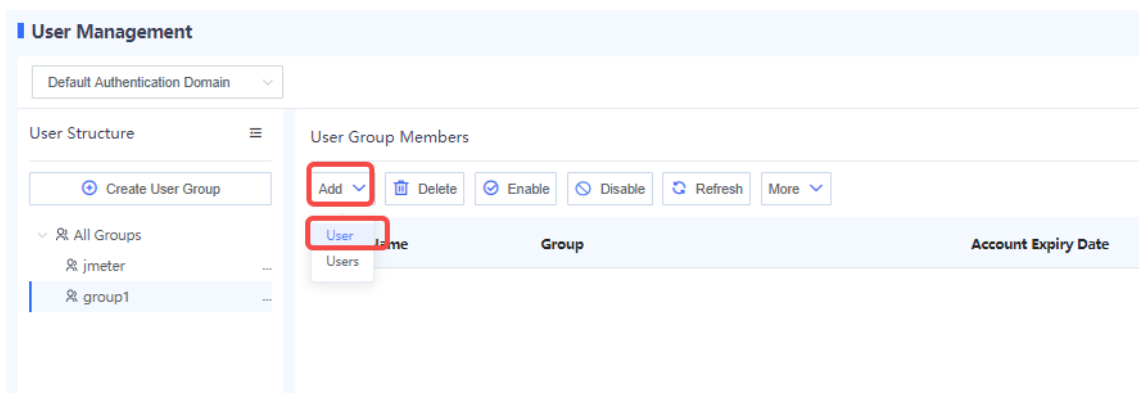 User Management
Default Authentication Domain
User Structure
Create User Group
All Groups
jmeter
...
group1
...
User Group Members
Add Delete Enable Disable Refresh More
User
Users
Group Account Expiry Date